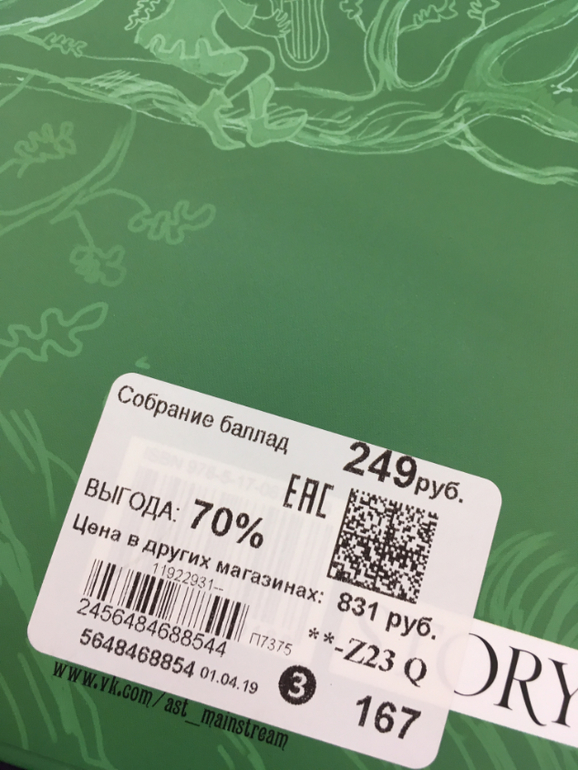 Собрание баллад
249руб.
ВЫГОДА: 70%
ЕАС
Цена в других магазинах: 831 руб.
11922931--
2456484688544
П7375
**-Z23 Q
5648468854 01.04.19
3
167
ORY
www.vk.com/ast_mainstream